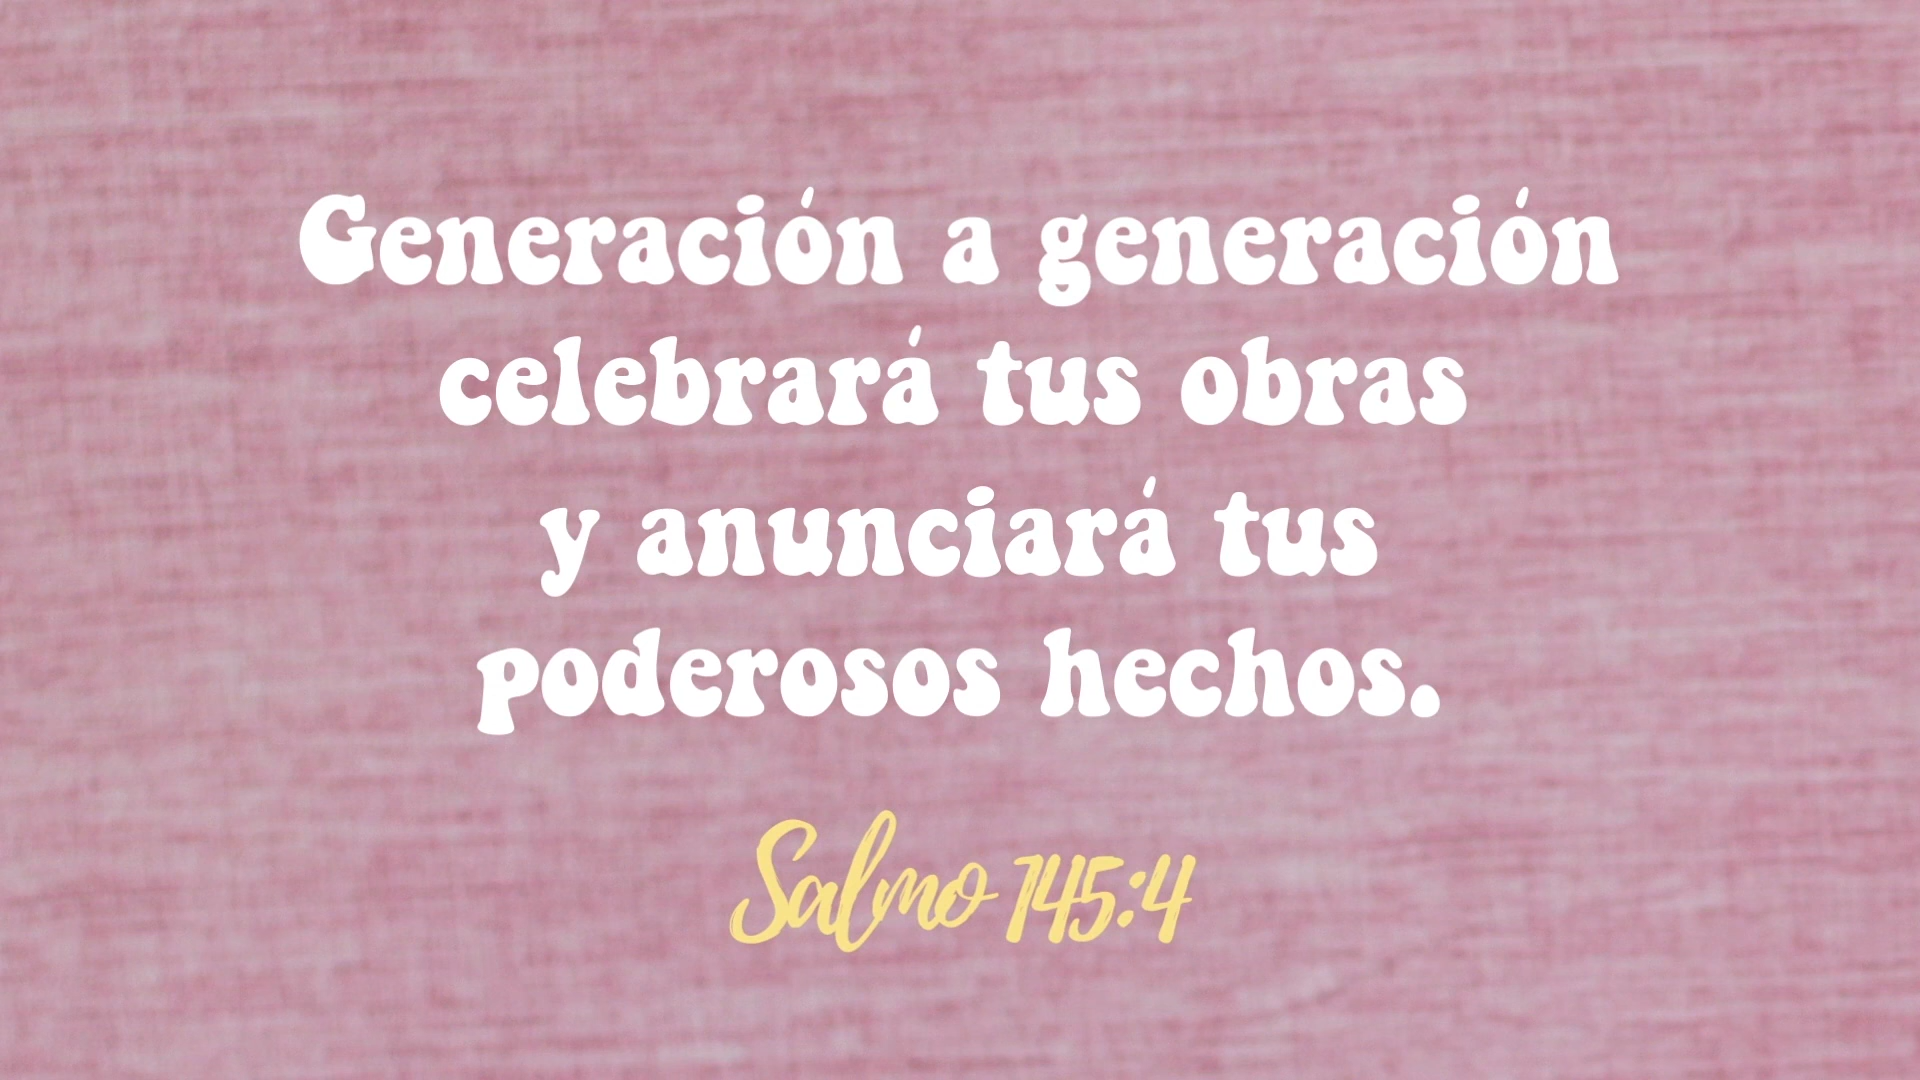 Generación a generación
celebrará tus obras
y anunciará tus
poderosos hechos.
Salmo 145:4